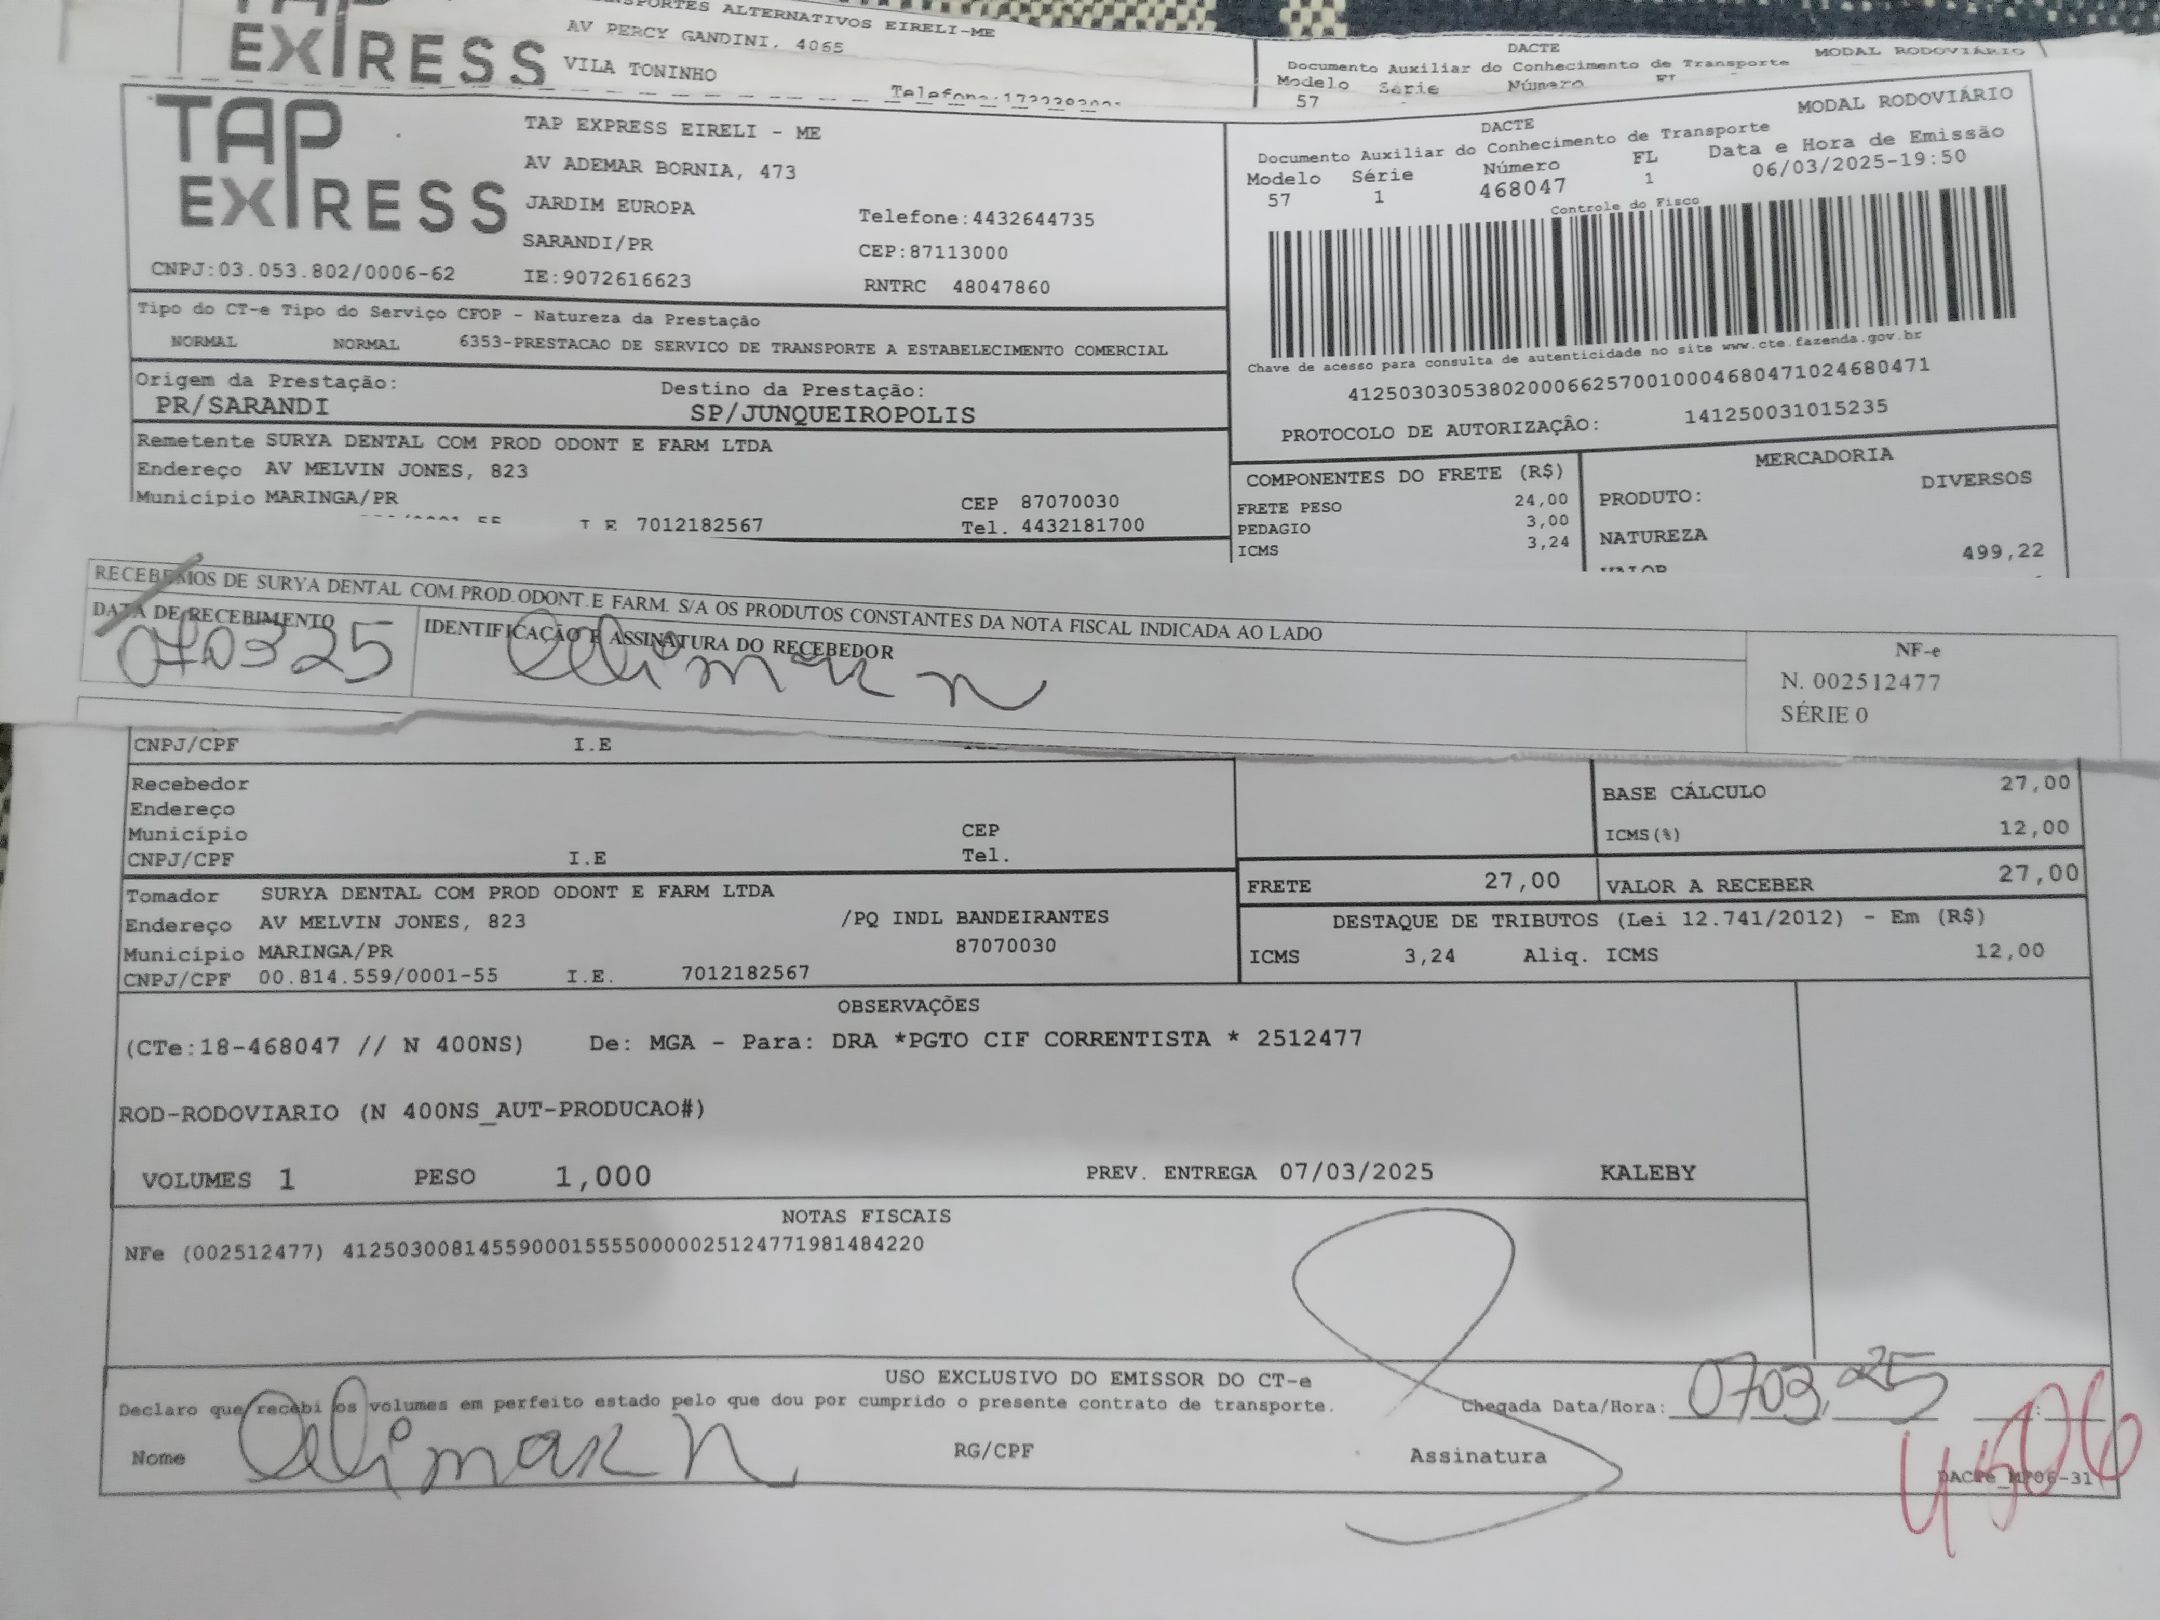 TAP
EXPRESS
TRANSPORTES ALTERNATIVOS EIRELI-ME
AV PERCY GANDINI, 4065
VILA TONINHO
DACTE
MODAL RODOVIÁRIO
Documento Auxiliar do Conhecimento de Transporte
Modelo Série Número
57
TAP
EXPRESS
CNPJ:03.053.802/0006-62
TAP EXPRESS EIRELI - ME
AV ADEMAR BORNIA, 473
JARDIM EUROPA
Telefone:4432644735
SARANDI/PR
CEP:87113000
IE:9072616623
RNTRC 48047860
DACTE
MODAL RODOVIÁRIO
Documento Auxiliar do Conhecimento de Transporte
Modelo Série Número FL Data e Hora de Emissão
57 1 468047 1 06/03/2025-19:50
Controle do Fisco
Chave de acesso para consulta de autenticidade no site www.cte.fazenda.gov.br
41250303053802000662570010004680471024680471
PROTOCOLO DE AUTORIZAÇÃO: 141250031015235
Tipo do CT-e Tipo do Serviço CFOP - Natureza da Prestação
NORMAL NORMAL 6353-PRESTACAO DE SERVICO DE TRANSPORTE A ESTABELECIMENTO COMERCIAL
Origem da Prestação: Destino da Prestação:
PR/SARANDI SP/JUNQUEIROPOLIS
Remetente SURYA DENTAL COM PROD ODONT E FARM LTDA
Endereço AV MELVIN JONES, 823
Município MARINGA/PR CEP 87070030
7012182567 Tel. 4432181700
COMPONENTES DO FRETE (R$)
FRETE PESO 24,00
PEDAGIO 3,00
ICMS 3,24
MERCADORIA
PRODUTO: DIVERSOS
NATUREZA
499,22
RECEBEMOS DE SURYA DENTAL COM.PROD.ODONT.E FARM. S/A OS PRODUTOS CONSTANTES DA NOTA FISCAL INDICADA AO LADO
DATA DE RECEBIMENTO
070325
IDENTIFICAÇÃO E ASSINATURA DO RECEBEDOR
NF-e
N. 002512477
SÉRIE 0
CNPJ/CPF I.E
Recebedor
Endereço
Município CEP
CNPJ/CPF I.E Tel.
BASE CÁLCULO 27,00
ICMS(%) 12,00
FRETE 27,00 VALOR A RECEBER 27,00
Tomador SURYA DENTAL COM PROD ODONT E FARM LTDA
Endereço AV MELVIN JONES, 823 /PQ INDL BANDEIRANTES
Município MARINGA/PR 87070030
CNPJ/CPF 00.814.559/0001-55 I.E. 7012182567
DESTAQUE DE TRIBUTOS (Lei 12.741/2012) - Em (R$)
ICMS 3,24 Aliq. ICMS 12,00
OBSERVAÇÕES
(CTe:18-468047 // N 400NS) De: MGA - Para: DRA *PGTO CIF CORRENTISTA * 2512477
ROD-RODOVIARIO (N 400NS_AUT-PRODUCAO#)
VOLUMES 1 PESO 1,000 PREV. ENTREGA 07/03/2025 KALEBY
NOTAS FISCAIS
NFe (002512477) 41250300814559000155550000025124771981484220
USO EXCLUSIVO DO EMISSOR DO CT-e
Declaro que recebi os volumes em perfeito estado pelo que dou por cumprido o presente contrato de transporte.
Chegada Data/Hora: 0703,25
Nome RG/CPF Assinatura